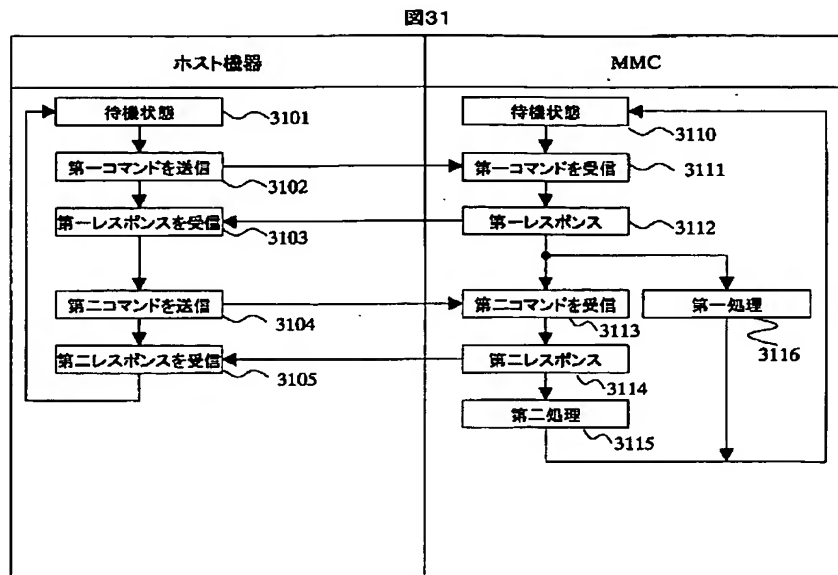 図31
ホスト機器
MMC
待機状態
3101
待機状態
3110
第一コマンドを送信
3102
第一コマンドを受信
3111
第一レスポンスを受信
3103
第一レスポンス
3112
第二コマンドを送信
3104
第二コマンドを受信
3113
第一処理
3116
第二レスポンスを受信
3105
第二レスポンス
3114
第二処理
3115